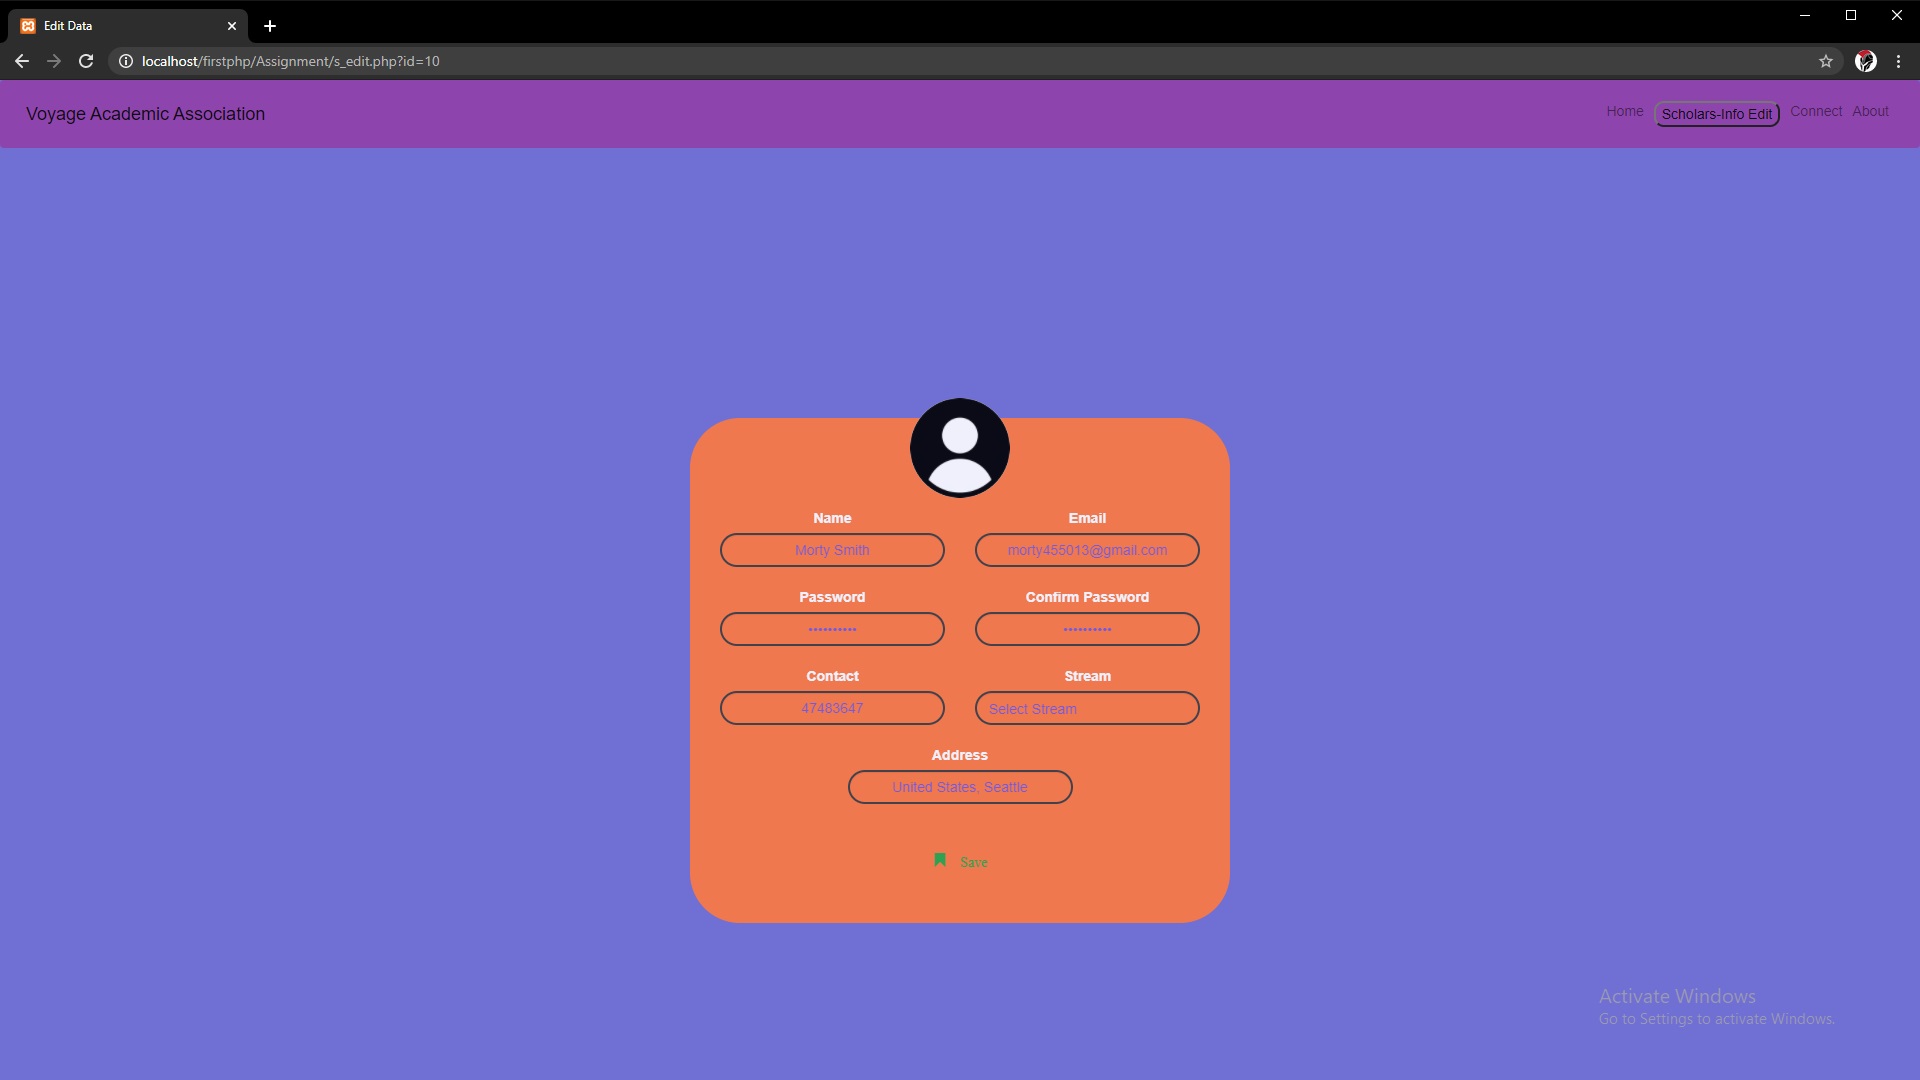 Edit Data
localhost/firstphp/Assignment/s_edit.php?id=10
Voyage Academic Association
Home Scholars-Info Edit Connect About
Name Email
Morty Smith morty455013@gmail.com
Password Confirm Password
•••••••••• ••••••••••
Contact Stream
47483647 Select Stream
Address
United States, Seattle
Save
Activate Windows
Go to Settings to activate Windows.